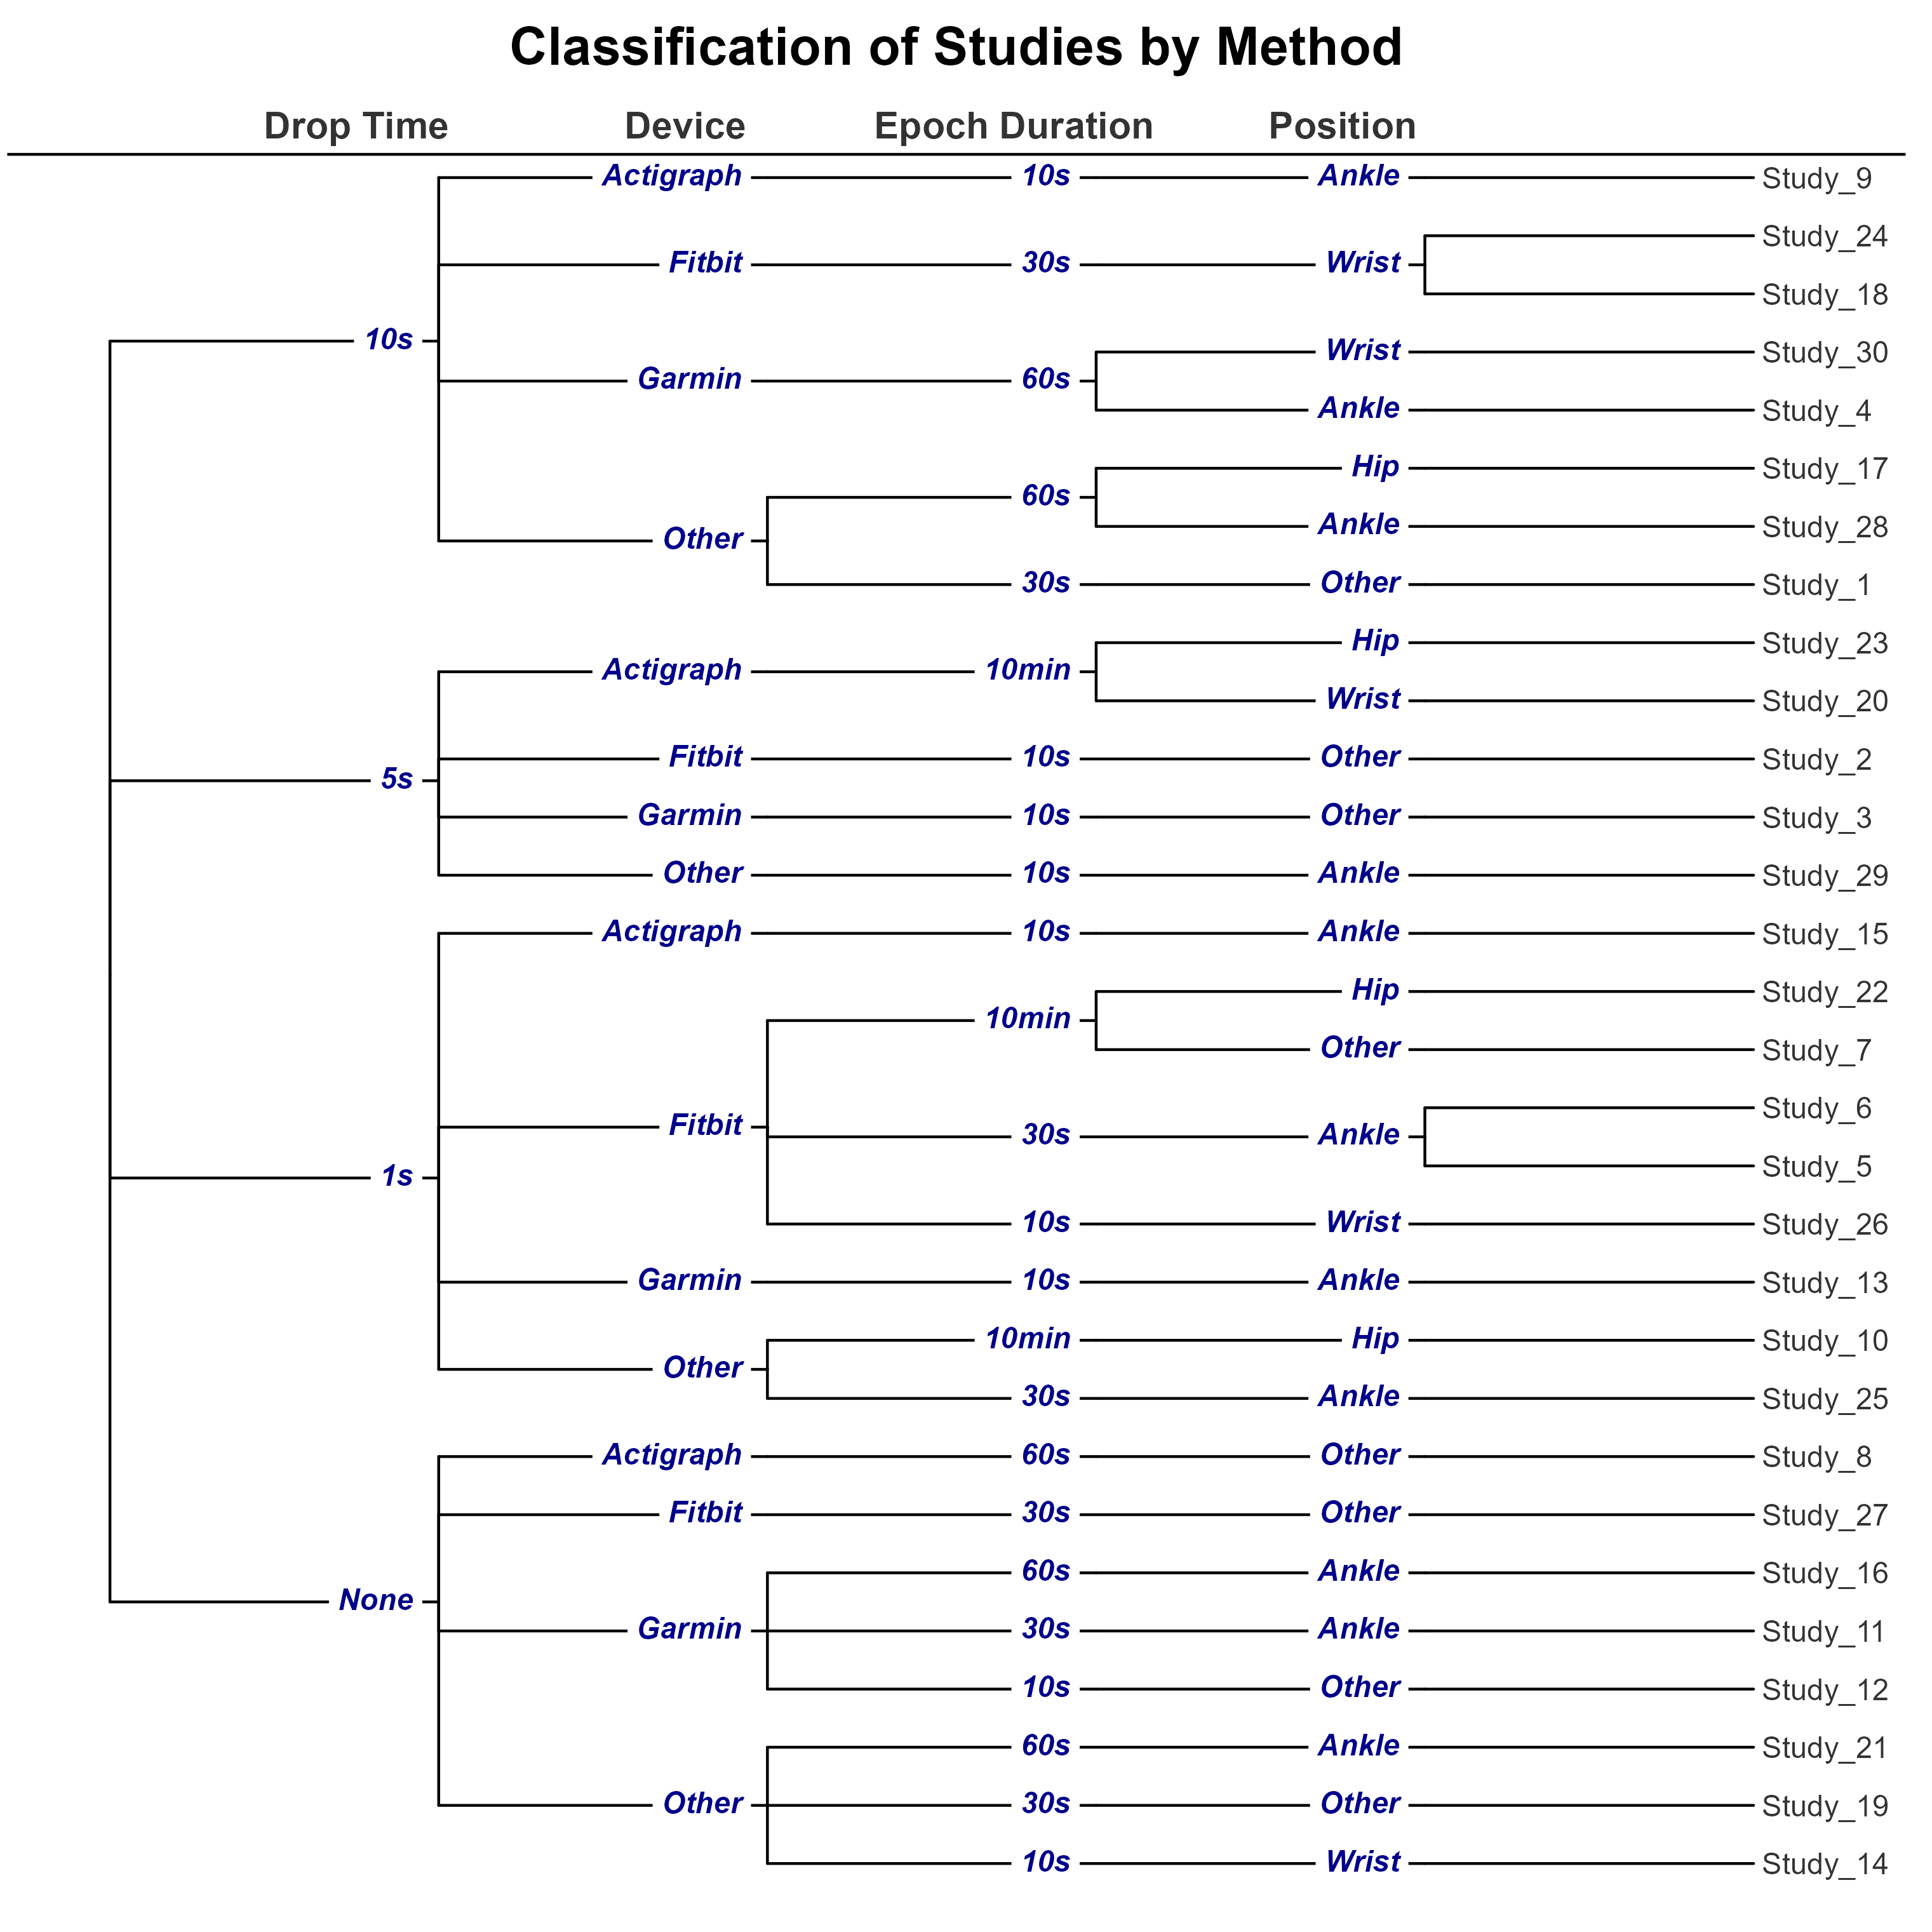 Classification of Studies by Method
Drop Time Device Epoch Duration Position
Actigraph 10s Ankle Study_9
Study_24
Fitbit 30s Wrist
Study_18
10s
Wrist Study_30
Garmin 60s
Ankle Study_4
Hip Study_17
60s
Ankle Study_28
Other
30s Other Study_1
Hip Study_23
Actigraph 10min
Wrist Study_20
Fitbit 10s Other Study_2
5s
Garmin 10s Other Study_3
Other 10s Ankle Study_29
Actigraph 10s Ankle Study_15
Hip Study_22
10min
Other Study_7
Study_6
Fitbit
30s Ankle
Study_5
1s
10s Wrist Study_26
Garmin 10s Ankle Study_13
10min Hip Study_10
Other
30s Ankle Study_25
Actigraph 60s Other Study_8
Fitbit 30s Other Study_27
60s Ankle Study_16
None
Garmin 30s Ankle Study_11
10s Other Study_12
60s Ankle Study_21
Other 30s Other Study_19
10s Wrist Study_14